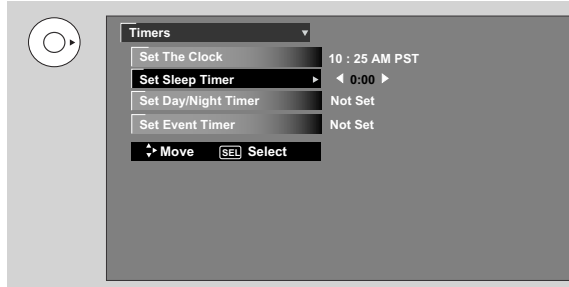 Timers
Set The Clock 10 : 25 AM PST
Set Sleep Timer 0:00
Set Day/Night Timer Not Set
Set Event Timer Not Set
Move SEL Select